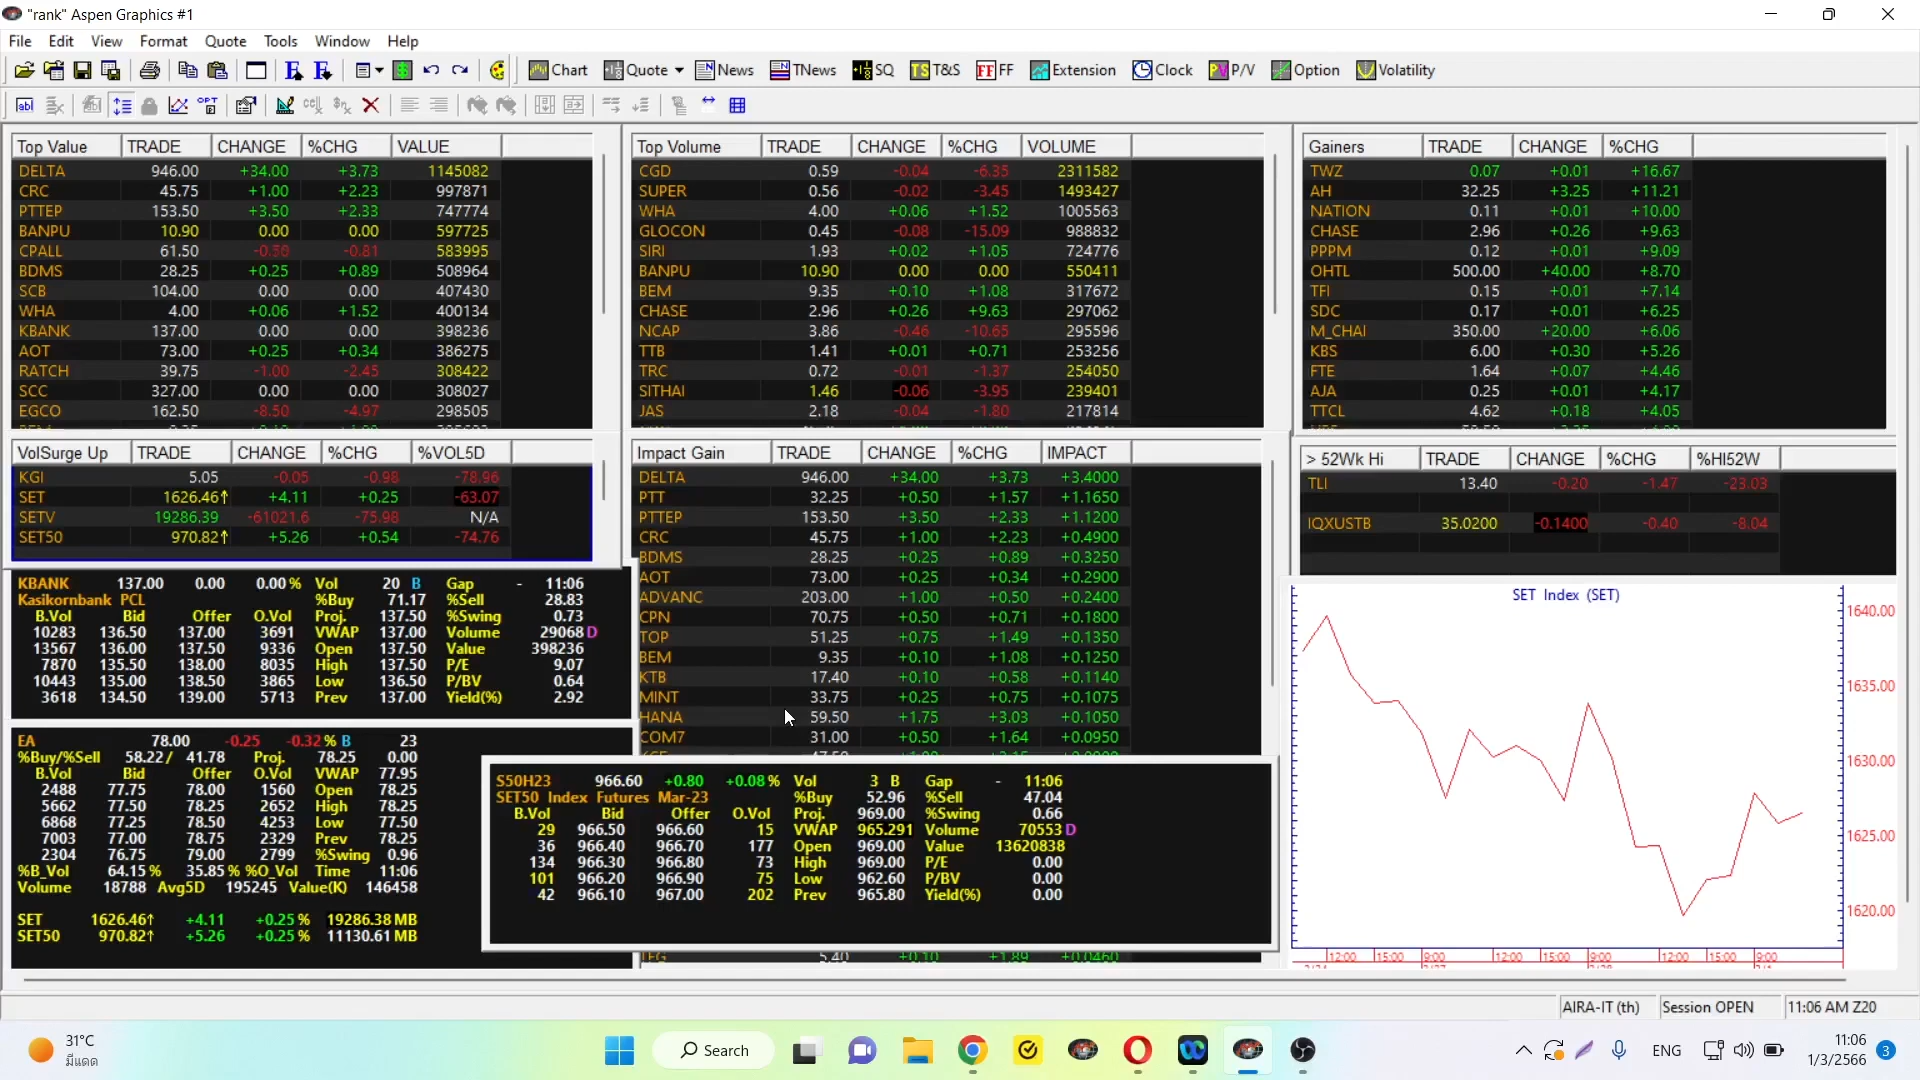 "rank" Aspen Graphics #1
File Edit View Format Quote Tools Window Help
Chart Quote News TNews SQ T&S FF Extension Clock P/V Option Volatility
Top Value TRADE CHANGE %CHG VALUE
DELTA 946.00 +34.00 +3.73 1145082
CRC 45.75 +1.00 +2.23 997871
PTTEP 153.50 +3.50 +2.33 747774
BANPU 10.90 0.00 0.00 597725
CPALL 61.50 -0.50 -0.81 583995
BDMS 28.25 +0.25 +0.89 508964
SCB 104.00 0.00 0.00 407430
WHA 4.00 +0.06 +1.52 400134
KBANK 137.00 0.00 0.00 398236
AOT 73.00 +0.25 +0.34 386275
RATCH 39.75 -1.00 -2.45 308422
SCC 327.00 0.00 0.00 308027
EGCO 162.50 -8.50 -4.97 298505
Top Volume TRADE CHANGE %CHG VOLUME
CGD 0.59 -0.04 -6.35 2311582
SUPER 0.56 -0.02 -3.45 1493427
WHA 4.00 +0.06 +1.52 1005563
GLOCON 0.45 -0.08 -15.09 988832
SIRI 1.93 +0.02 +1.05 724776
BANPU 10.90 0.00 0.00 550411
BEM 9.35 +0.10 +1.08 317672
CHASE 2.96 +0.26 +9.63 297062
NCAP 3.86 -0.46 -10.65 295596
TTB 1.41 +0.01 +0.71 253256
TRC 0.72 -0.01 -1.37 254050
SITHAI 1.46 -0.06 -3.95 239401
JAS 2.18 -0.04 -1.80 217814
Gainers TRADE CHANGE %CHG
TWZ 0.07 +0.01 +16.67
AH 32.25 +3.25 +11.21
NATION 0.11 +0.01 +10.00
CHASE 2.96 +0.26 +9.63
PPPM 0.12 +0.01 +9.09
OHTL 500.00 +40.00 +8.70
TFI 0.15 +0.01 +7.14
SDC 0.17 +0.01 +6.25
M_CHAI 350.00 +20.00 +6.06
KBS 6.00 +0.30 +5.26
FTE 1.64 +0.07 +4.46
AJA 0.25 +0.01 +4.17
TTCL 4.62 +0.18 +4.05
VolSurge Up TRADE CHANGE %CHG %VOL5D
KGI 5.05 -0.05 -0.98 -78.96
SET 1626.46↑ +4.11 +0.25 -63.07
SETV 19286.39 -61021.6 -75.98 N/A
SET50 970.82↑ +5.26 +0.54 -74.76
Impact Gain TRADE CHANGE %CHG IMPACT
DELTA 946.00 +34.00 +3.73 +3.4000
PTT 32.25 +0.50 +1.57 +1.1650
PTTEP 153.50 +3.50 +2.33 +1.1200
CRC 45.75 +1.00 +2.23 +0.4900
BDMS 28.25 +0.25 +0.89 +0.3250
AOT 73.00 +0.25 +0.34 +0.2900
ADVANC 203.00 +1.00 +0.50 +0.2400
CPN 70.75 +0.50 +0.71 +0.1800
TOP 51.25 +0.75 +1.49 +0.1350
BEM 9.35 +0.10 +1.08 +0.1250
KTB 17.40 +0.10 +0.58 +0.1140
MINT 33.75 +0.25 +0.75 +0.1075
HANA 59.50 +1.75 +3.03 +0.1050
COM7 31.00 +0.50 +1.64 +0.0950
5.40 +0.10 +1.89 +0.0460
> 52Wk Hi TRADE CHANGE %CHG %HI52W
TLI 13.40 -0.20 -1.47 -23.03
IQXUSTB 35.0200 -0.1400 -0.40 -8.04
KBANK 137.00 0.00 0.00 % Vol 20 B Gap - 11:06
Kasikornbank PCL %Buy 71.17 %Sell 28.83
B.Vol Bid Offer O.Vol Proj. 137.50 %Swing 0.73
10283 136.50 137.00 3691 VWAP 137.00 Volume 29068 D
13567 136.00 137.50 9336 Open 137.50 Value 398236
7870 135.50 138.00 8035 High 137.50 P/E 9.07
10443 135.00 138.50 3865 Low 136.50 P/BV 0.64
3618 134.50 139.00 5713 Prev 137.00 Yield(%) 2.92
EA 78.00 -0.25 -0.32 % B 23
%Buy/%Sell 58.22 / 41.78 Proj. 78.25 0.00
B.Vol Bid Offer O.Vol VWAP 77.95
2488 77.75 78.00 1560 Open 78.25
5662 77.50 78.25 2652 High 78.25
6868 77.25 78.50 4253 Low 77.50
7003 77.00 78.75 2329 Prev 78.25
2304 76.75 79.00 2799 %Swing 0.96
%B_Vol 64.15 % 35.85 % %O_Vol Time 11:06
Volume 18788 Avg5D 195245 Value(K) 146458
SET 1626.46↑ +4.11 +0.25 % 19286.38 MB
SET50 970.82↑ +5.26 +0.25 % 11130.61 MB
S50H23 966.60 +0.80 +0.08 % Vol 3 B Gap - 11:06
SET50 Index Futures Mar-23 %Buy 52.96 %Sell 47.04
B.Vol Bid Offer O.Vol Proj. 969.00 %Swing 0.66
29 966.50 966.60 15 VWAP 965.291 Volume 70553 D
36 966.40 966.70 177 Open 969.00 Value 13620838
134 966.30 966.80 73 High 969.00 P/E 0.00
101 966.20 966.90 75 Low 962.60 P/BV 0.00
42 966.10 967.00 202 Prev 965.80 Yield(%) 0.00
SET Index (SET)
1640.00
1635.00
1630.00
1625.00
1620.00
12:00 15:00 9:00 12:00 15:00 9:00 12:00 15:00 9:00
AIRA-IT (th) Session OPEN 11:06 AM Z20
31°C
มีแดด
Search
ENG
11:06
1/3/2566
3